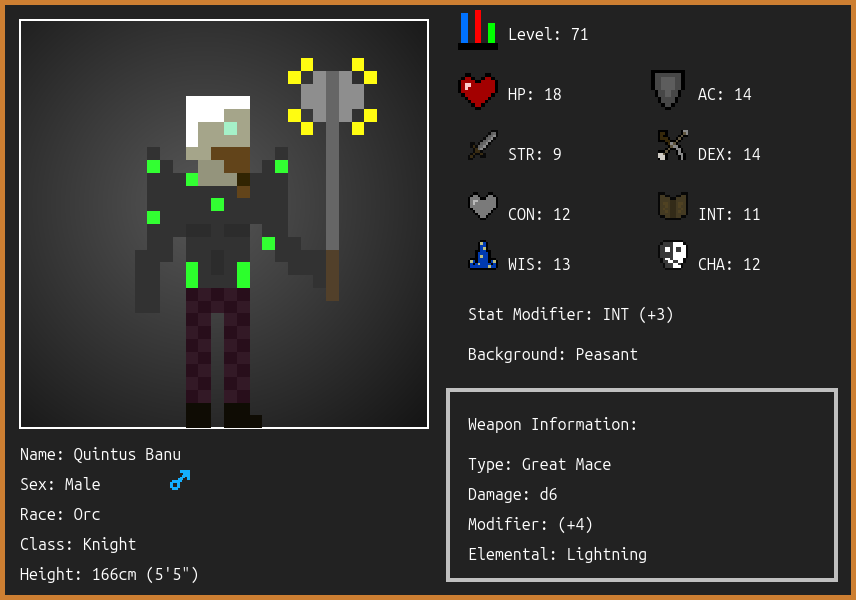 Level: 71
HP: 18
AC: 14
STR: 9
DEX: 14
CON: 12
INT: 11
WIS: 13
CHA: 12
Stat Modifier: INT (+3)
Background: Peasant
Weapon Information:
Type: Great Mace
Damage: d6
Modifier: (+4)
Elemental: Lightning
Name: Quintus Banu
Sex: Male
Race: Orc
Class: Knight
Height: 166cm (5'5")